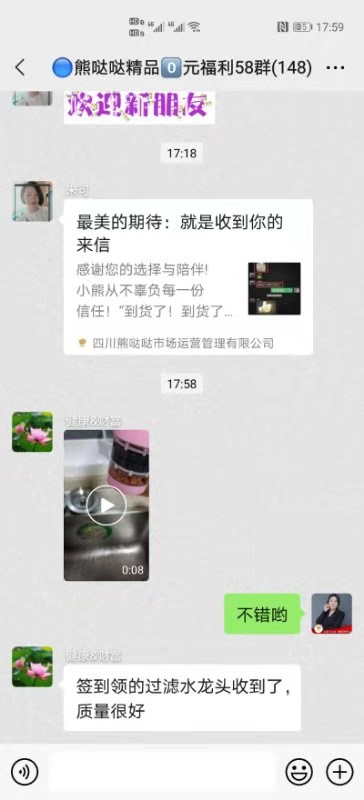 17:59
熊哒哒精品0元福利58群(148)
欢迎新朋友
17:18
米可
最美的期待：就是收到你的
来信
感谢您的选择与陪伴!
小熊从不辜负每一份
信任! "到货了！到货了...
四川熊哒哒市场运营管理有限公司
17:58
健康&财富
0:08
不错哟
健康&财富
签到领的过滤水龙头收到了,
质量很好